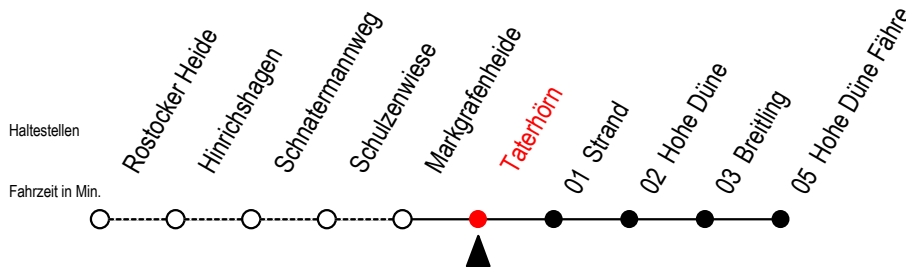 Haltestellen
Fahrzeit in Min.
Rostocker Heide
Hinrichshagen
Schnatermannweg
Schulzenwiese
Markgrafenheide
Taterhörn
01 Strand
02 Hohe Düne
03 Breitling
05 Hohe Düne Fähre